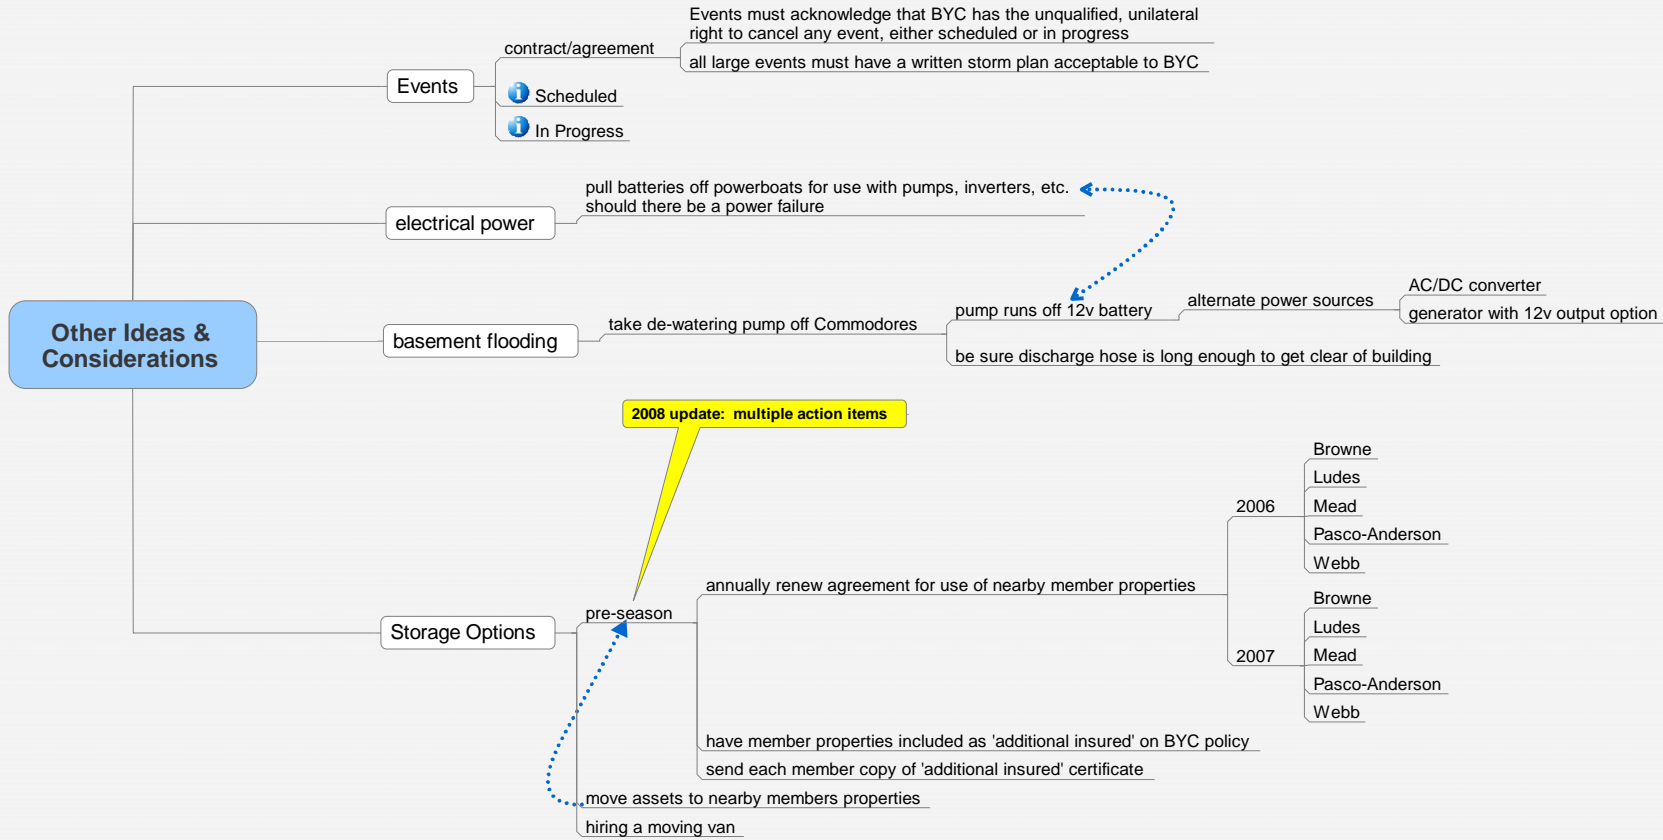 Other Ideas &
Considerations
Events
contract/agreement
Events must acknowledge that BYC has the unqualified, unilateral
right to cancel any event, either scheduled or in progress
all large events must have a written storm plan acceptable to BYC
Scheduled
In Progress
electrical power
pull batteries off powerboats for use with pumps, inverters, etc.
should there be a power failure
basement flooding
take de-watering pump off Commodores
pump runs off 12v battery
alternate power sources
AC/DC converter
generator with 12v output option
be sure discharge hose is long enough to get clear of building
2008 update:  multiple action items
Storage Options
pre-season
annually renew agreement for use of nearby member properties
2006
Browne
Ludes
Mead
Pasco-Anderson
Webb
2007
Browne
Ludes
Mead
Pasco-Anderson
Webb
have member properties included as 'additional insured' on BYC policy
send each member copy of 'additional insured' certificate
move assets to nearby members properties
hiring a moving van